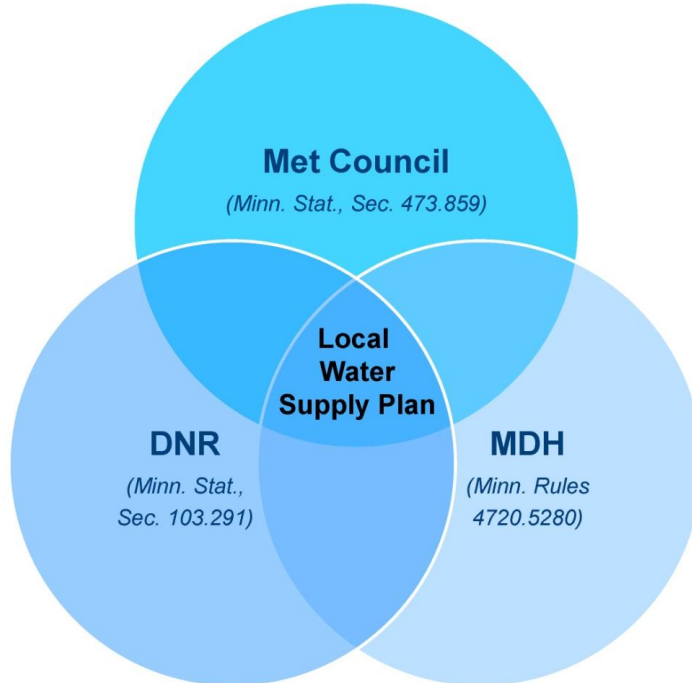 Met Council
(Minn. Stat., Sec. 473.859)
Local
Water
Supply Plan
DNR
(Minn. Stat.,
Sec. 103.291)
MDH
(Minn. Rules
4720.5280)